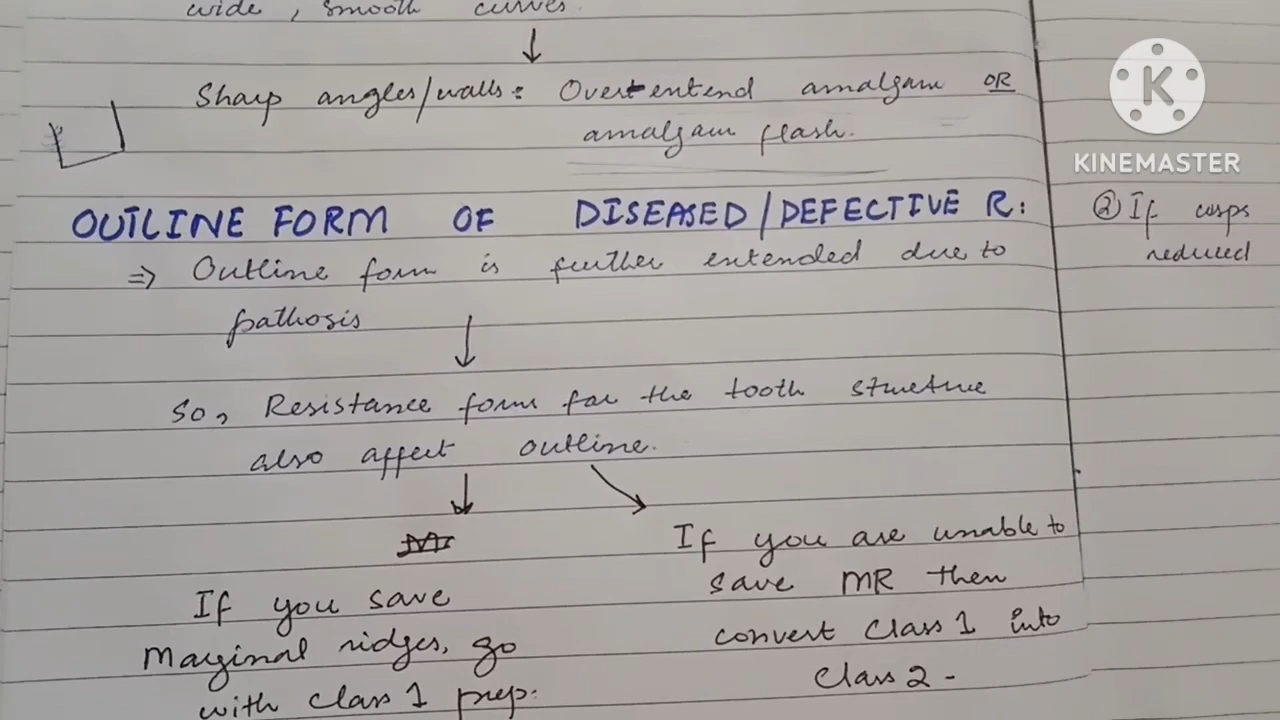 wide, smooth curves.
↓
Sharp angles/walls: Overextend amalgam OR
amalgam flash.
OUTLINE FORM OF DISEASED/DEFECTIVE R:
⇒ Outline form is further extended due to
pathosis
↓
So, Resistance form for the tooth structure
also affect outline.
↓ ↘
If you save
Marginal ridges, go
with class 1 prep:
If you are unable to
save MR then
convert class 1 into
class 2 -
② If cusps
reduced
K
KINEMASTER